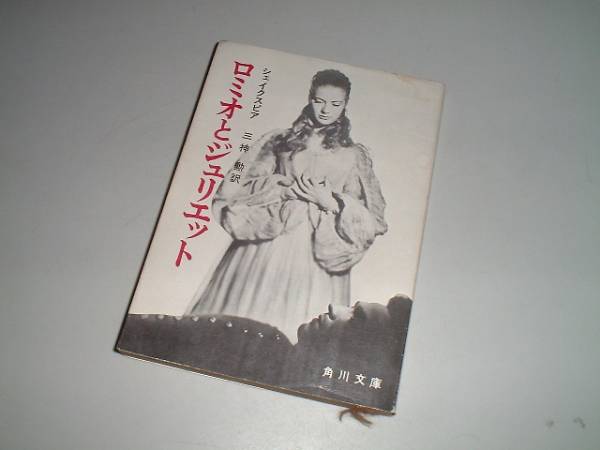 ロミオとジュリエット
シェイクスピア
三神 勲 訳
角川文庫